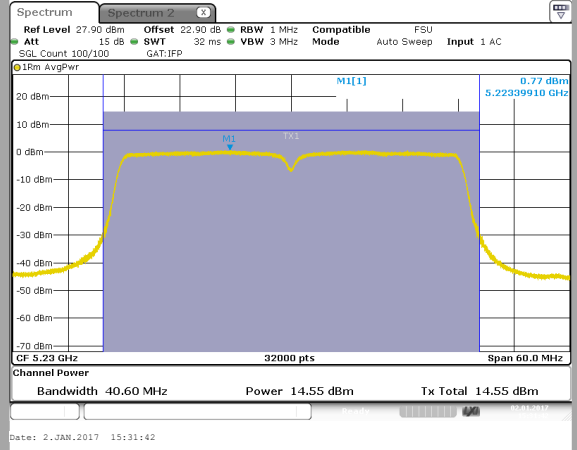 Spectrum Spectrum 2 X
Ref Level 27.90 dBm Offset 22.90 dB RBW 1 MHz Compatible FSU
Att 15 dB SWT 32 ms VBW 3 MHz Mode Auto Sweep Input 1 AC
SGL Count 100/100 GAT:IFP
1Rm AvgPwr
M1[1] 0.77 dBm
5.22339910 GHz
20 dBm
10 dBm
TX1
M1
0 dBm
-10 dBm
-20 dBm
-30 dBm
-40 dBm
-50 dBm
-60 dBm
-70 dBm
CF 5.23 GHz 32000 pts Span 60.0 MHz
Channel Power
Bandwidth 40.60 MHz Power 14.55 dBm Tx Total 14.55 dBm
Ready 02.01.2017
Date: 2.JAN.2017 15:31:42